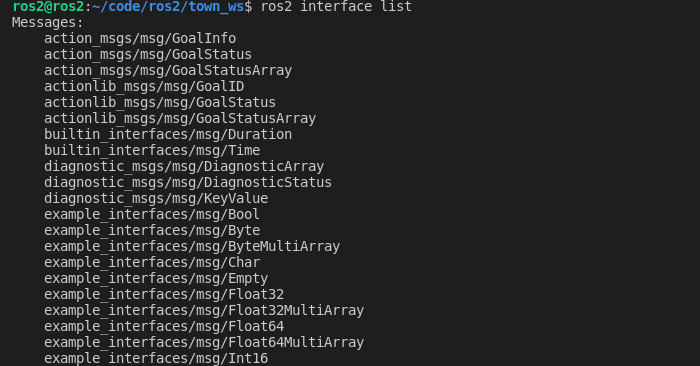 ros2@ros2:~/code/ros2/town_ws$ ros2 interface list
Messages:
action_msgs/msg/GoalInfo
action_msgs/msg/GoalStatus
action_msgs/msg/GoalStatusArray
actionlib_msgs/msg/GoalID
actionlib_msgs/msg/GoalStatus
actionlib_msgs/msg/GoalStatusArray
builtin_interfaces/msg/Duration
builtin_interfaces/msg/Time
diagnostic_msgs/msg/DiagnosticArray
diagnostic_msgs/msg/DiagnosticStatus
diagnostic_msgs/msg/KeyValue
example_interfaces/msg/Bool
example_interfaces/msg/Byte
example_interfaces/msg/ByteMultiArray
example_interfaces/msg/Char
example_interfaces/msg/Empty
example_interfaces/msg/Float32
example_interfaces/msg/Float32MultiArray
example_interfaces/msg/Float64
example_interfaces/msg/Float64MultiArray
example_interfaces/msg/Int16